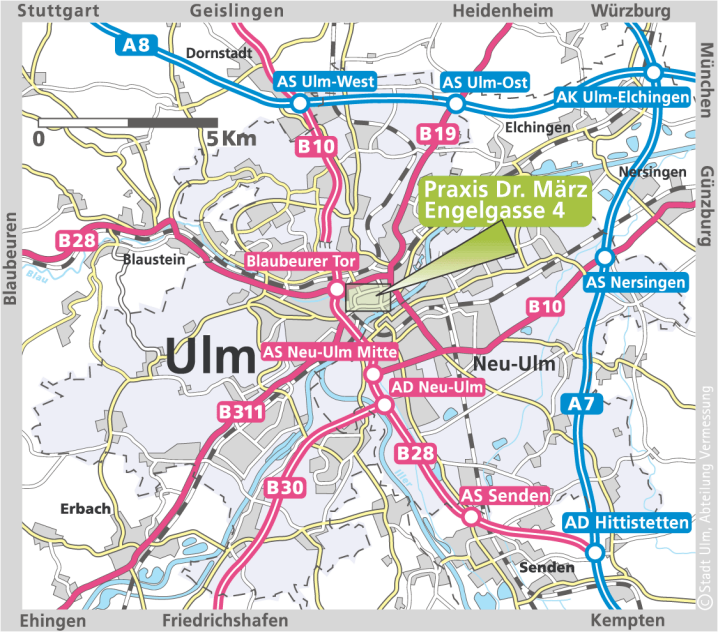 Stuttgart
Geislingen
Heidenheim
Würzburg
A8
Dornstadt
AS Ulm-West
AS Ulm-Ost
AK Ulm-Elchingen
München
0
5 Km
B10
B19
Elchingen
Nersingen
Praxis Dr. März
Engelgasse 4
Günzburg
B28
Blaustein
Blaubeurer Tor
Blau
Blaubeuren
AS Nersingen
B10
Ulm
AS Neu-Ulm Mitte
Neu-Ulm
AD Neu-Ulm
A7
B311
B28
Iller
B30
AS Senden
Erbach
AD Hittistetten
Senden
© Stadt Ulm, Abteilung Vermessung
Ehingen
Friedrichshafen
Kempten